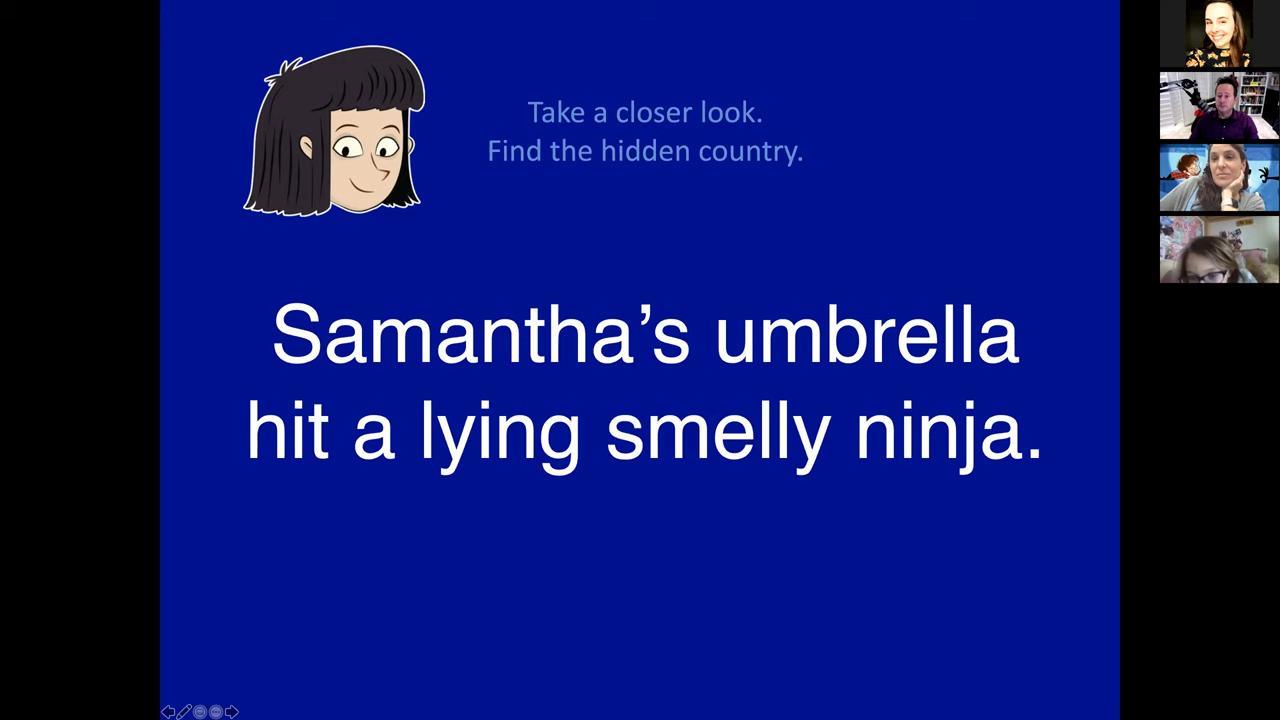 Take a closer look.
Find the hidden country.
Samantha’s umbrella
hit a lying smelly ninja.